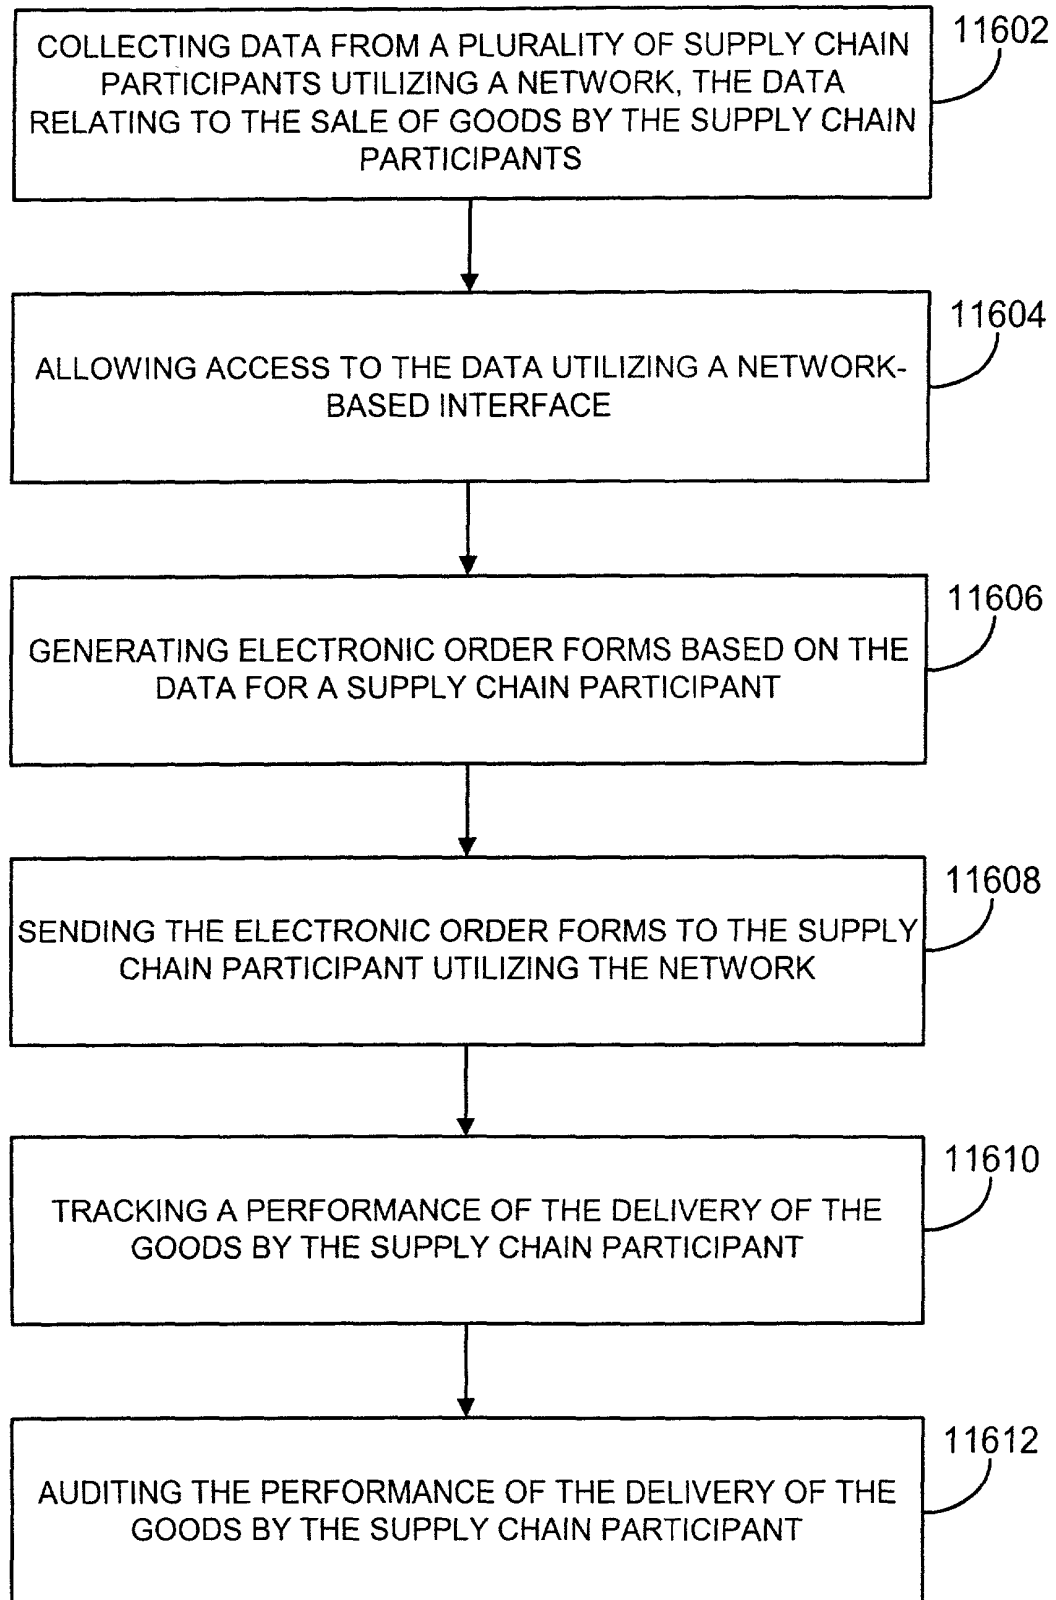 COLLECTING DATA FROM A PLURALITY OF SUPPLY CHAIN
PARTICIPANTS UTILIZING A NETWORK, THE DATA
RELATING TO THE SALE OF GOODS BY THE SUPPLY CHAIN
PARTICIPANTS
11602
ALLOWING ACCESS TO THE DATA UTILIZING A NETWORK-
BASED INTERFACE
11604
GENERATING ELECTRONIC ORDER FORMS BASED ON THE
DATA FOR A SUPPLY CHAIN PARTICIPANT
11606
SENDING THE ELECTRONIC ORDER FORMS TO THE SUPPLY
CHAIN PARTICIPANT UTILIZING THE NETWORK
11608
TRACKING A PERFORMANCE OF THE DELIVERY OF THE
GOODS BY THE SUPPLY CHAIN PARTICIPANT
11610
AUDITING THE PERFORMANCE OF THE DELIVERY OF THE
GOODS BY THE SUPPLY CHAIN PARTICIPANT
11612